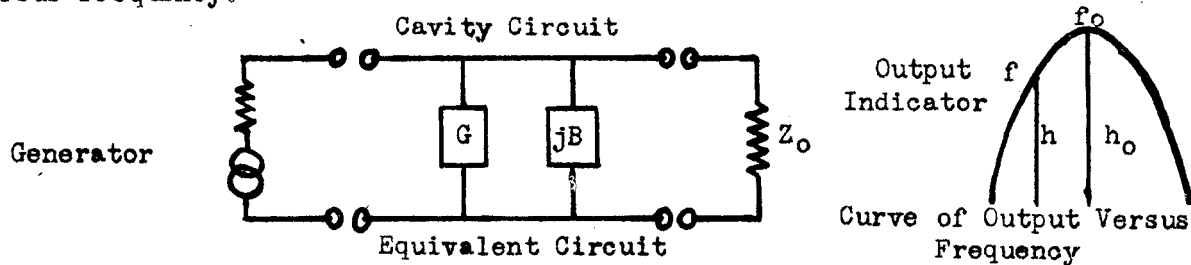 Cavity Circuit
Generator
G
jB
Z₀
Equivalent Circuit
f₀
Output
Indicator
f
h
h₀
Curve of Output Versus
Frequency